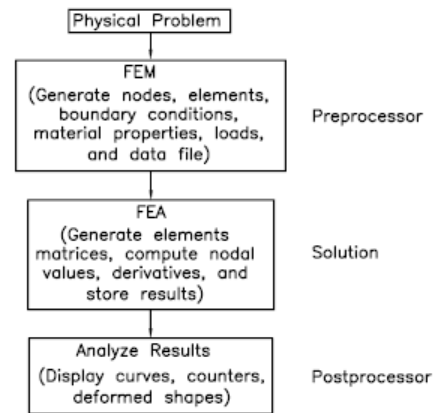 Physical Problem
FEM
(Generate nodes, elements,
boundary conditions,
material properties, loads,
and data file)
Preprocessor
FEA
(Generate elements
matrices, compute nodal
values, derivatives, and
store results)
Solution
Analyze Results
(Display curves, counters,
deformed shapes)
Postprocessor